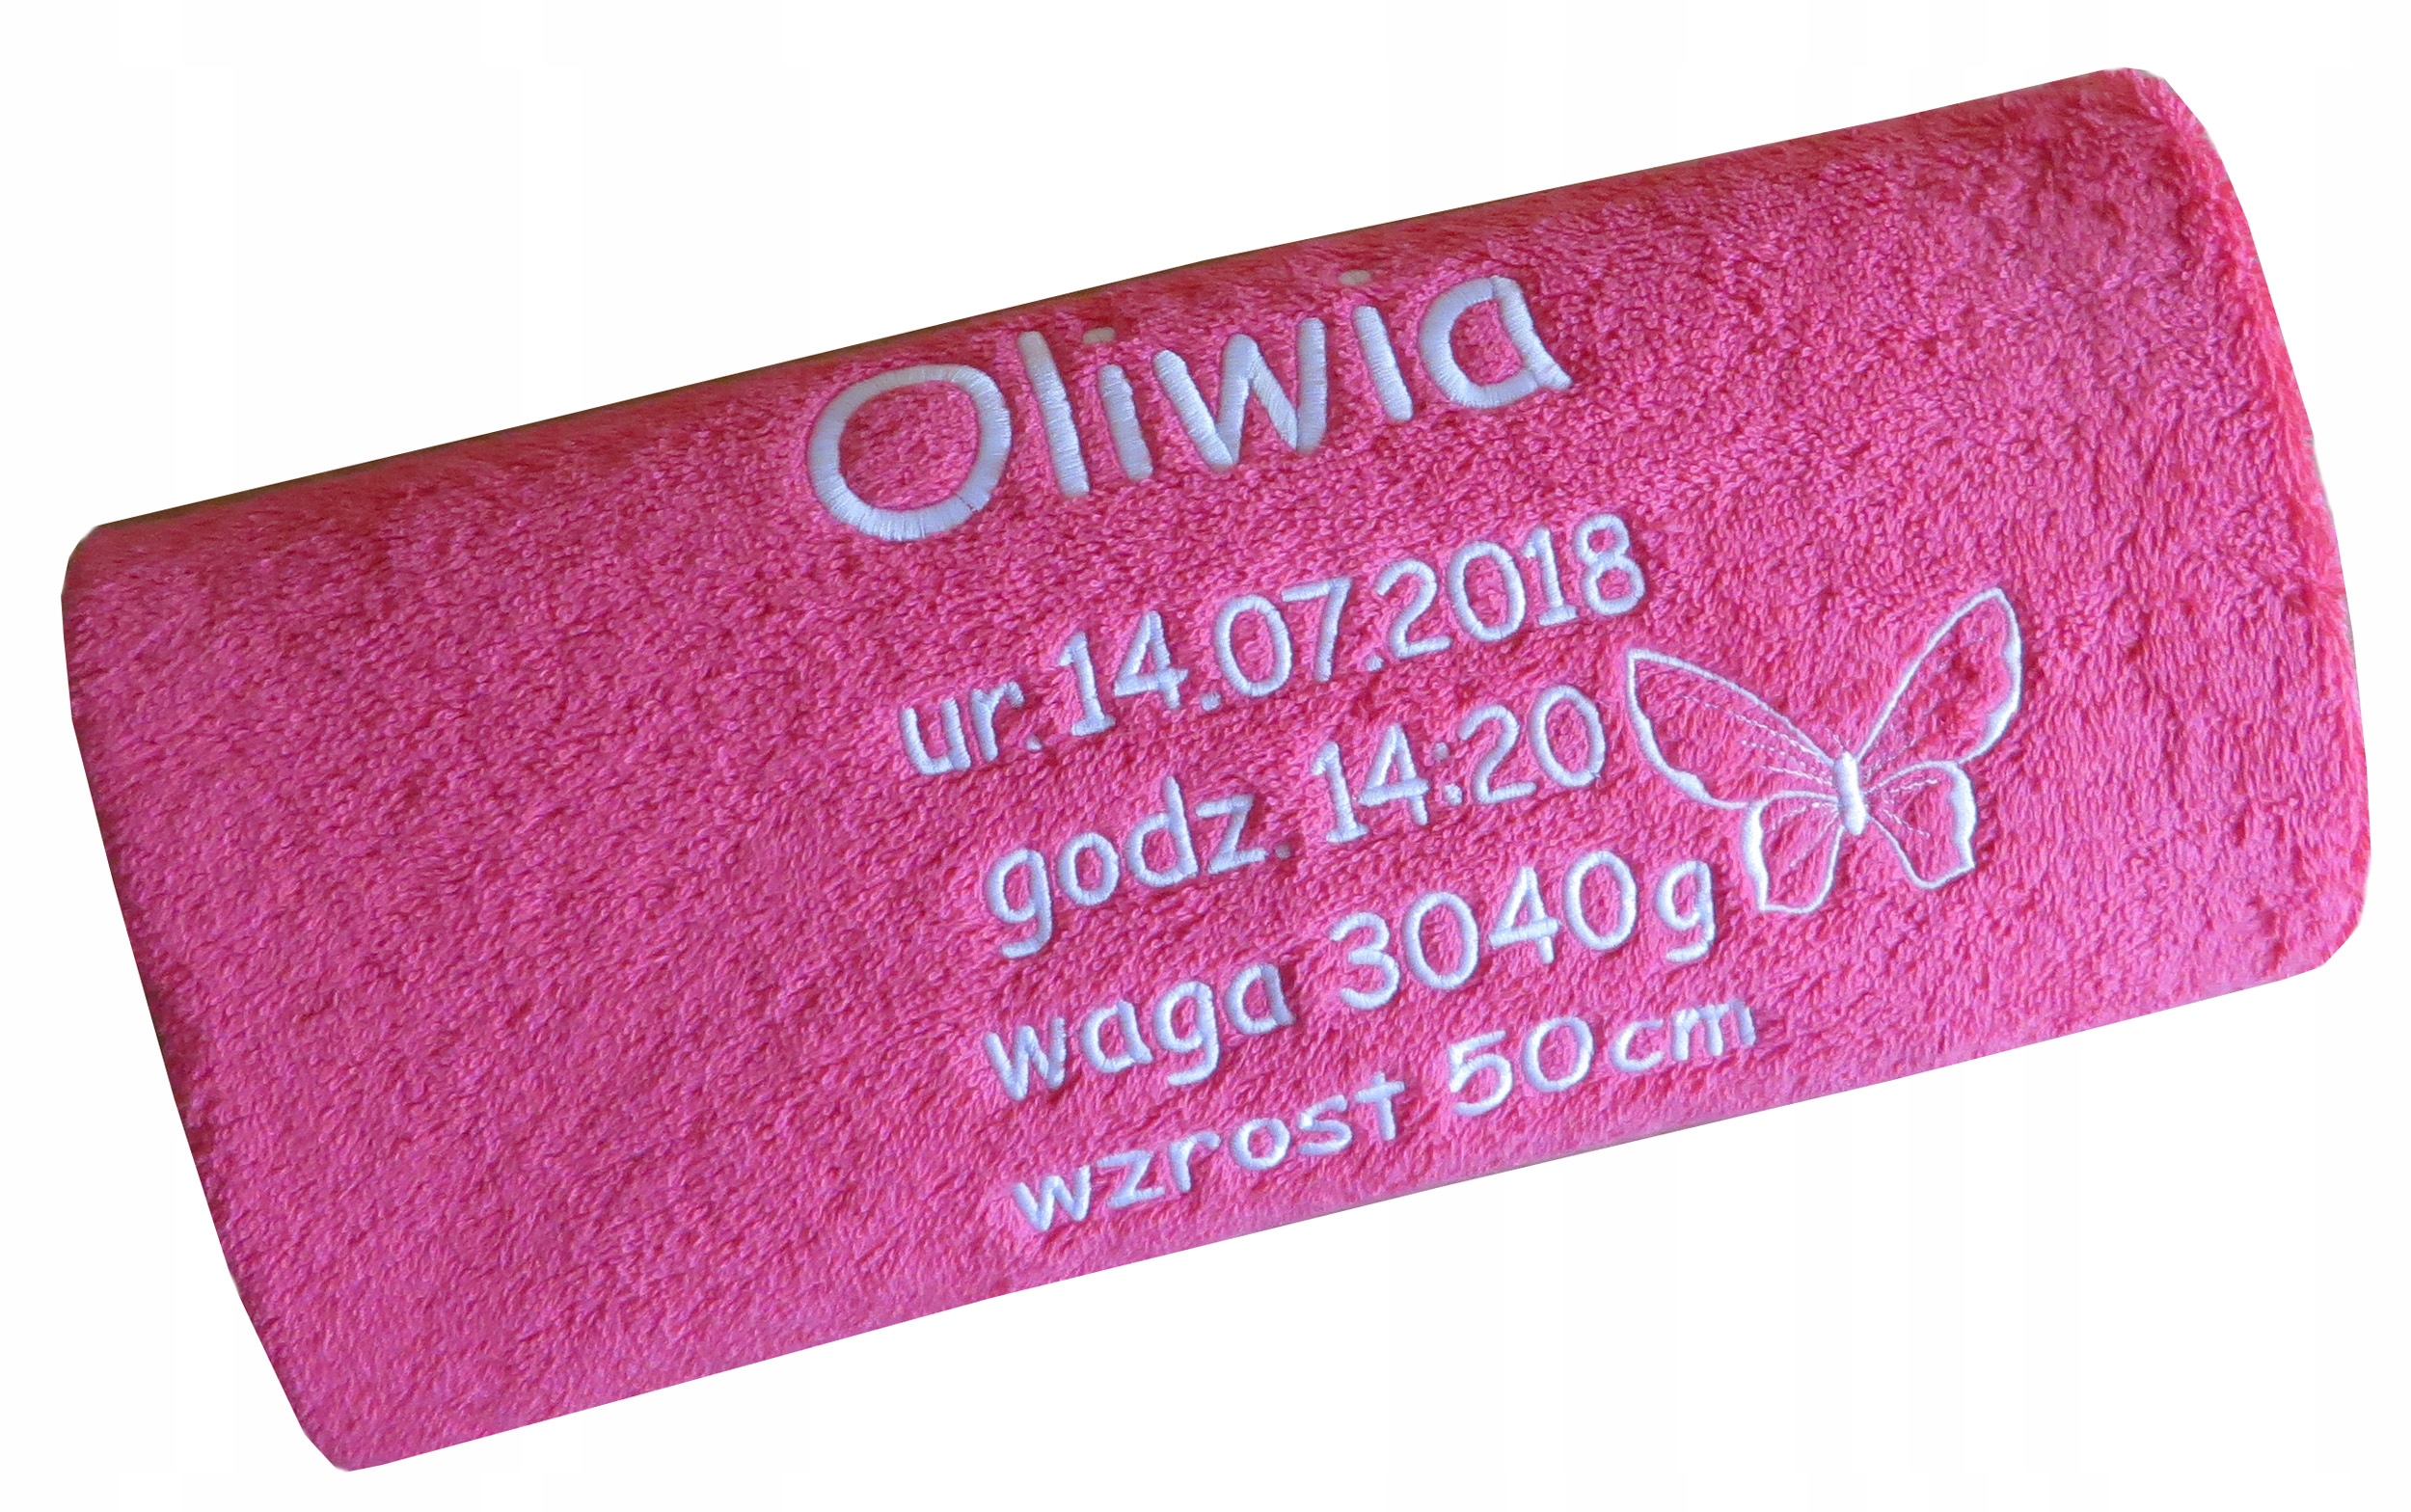 Oliwia
ur.14.07.2018
godz. 14:20
waga 3040g
wzrost 50cm